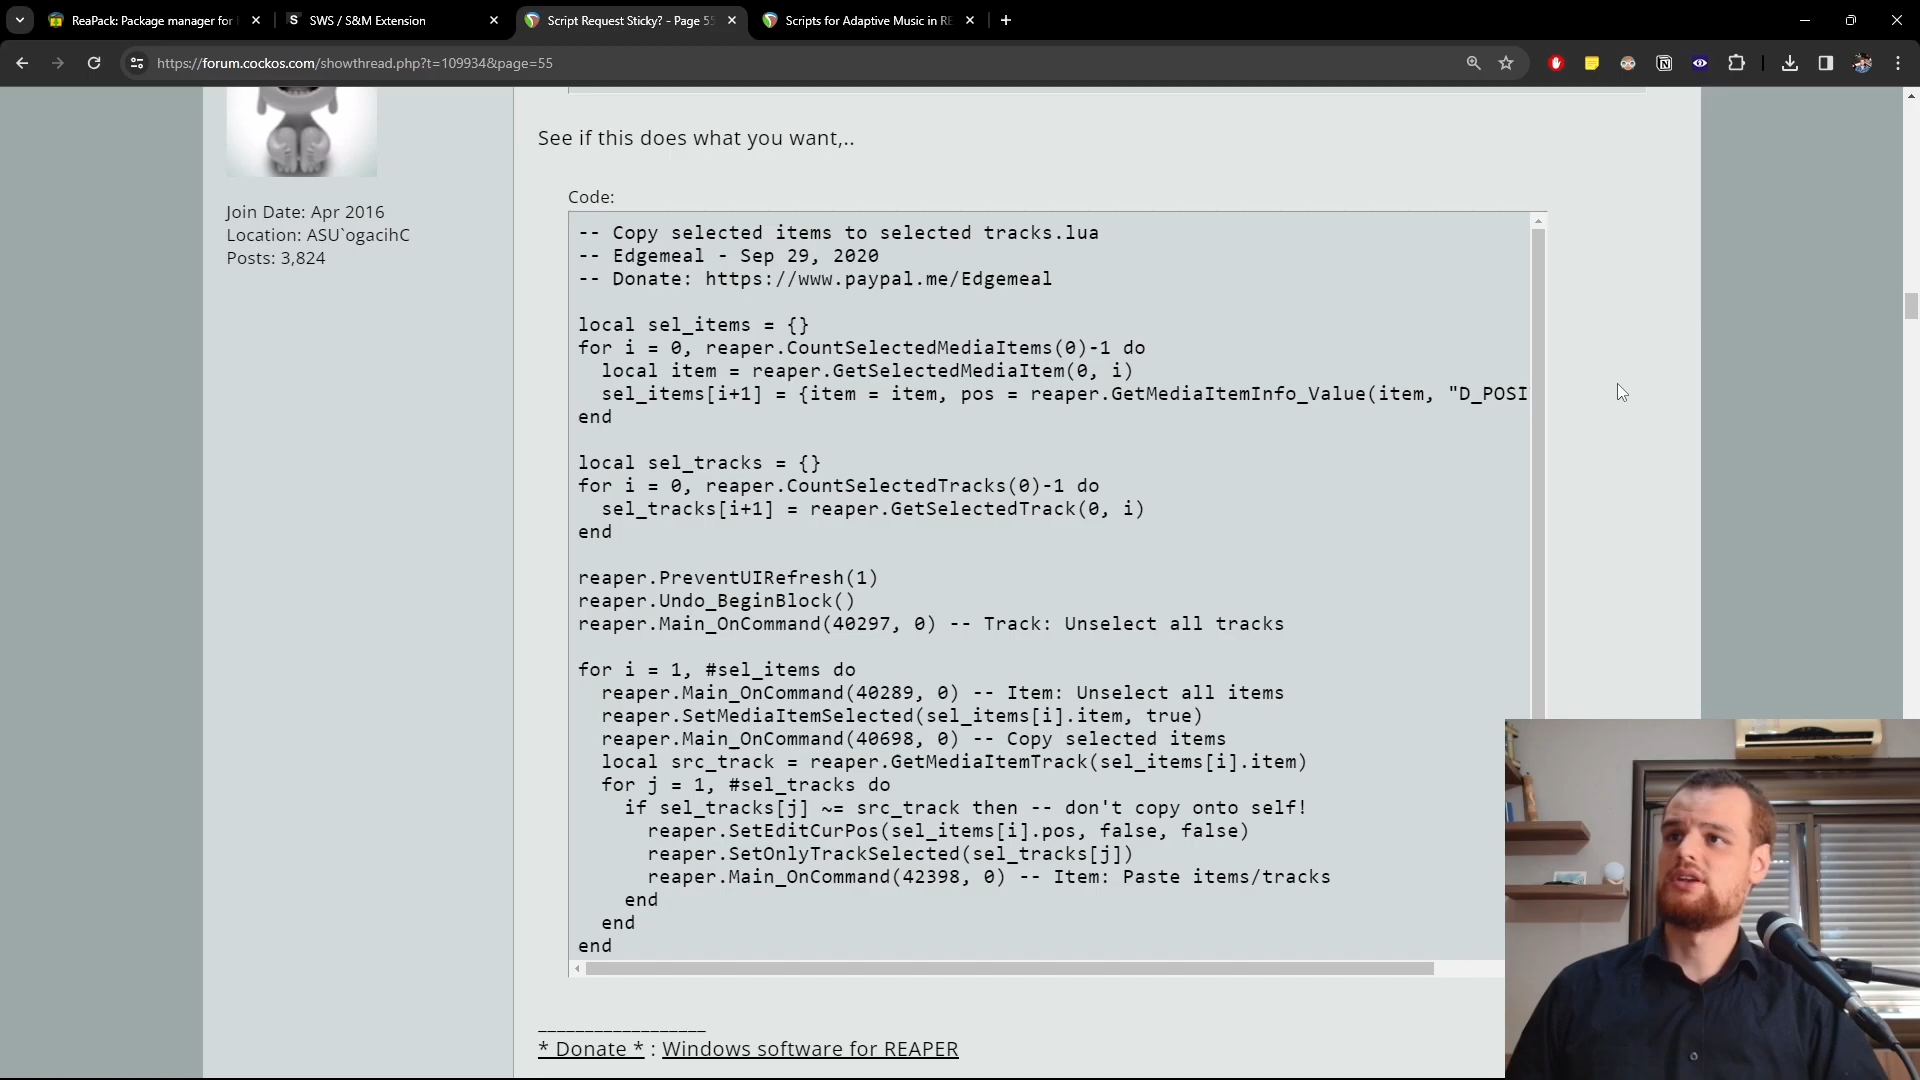 ReaPack: Package manager for
SWS / S&M Extension
Script Request Sticky? - Page 55
Scripts for Adaptive Music in RE
https://forum.cockos.com/showthread.php?t=109934&page=55
See if this does what you want,..
Join Date: Apr 2016
Location: ASU`ogacihC
Posts: 3,824
Code:
-- Copy selected items to selected tracks.lua
-- Edgemeal - Sep 29, 2020
-- Donate: https://www.paypal.me/Edgemeal
local sel_items = {}
for i = 0, reaper.CountSelectedMediaItems(0)-1 do
local item = reaper.GetSelectedMediaItem(0, i)
sel_items[i+1] = {item = item, pos = reaper.GetMediaItemInfo_Value(item, "D_POSI
end
local sel_tracks = {}
for i = 0, reaper.CountSelectedTracks(0)-1 do
sel_tracks[i+1] = reaper.GetSelectedTrack(0, i)
end
reaper.PreventUIRefresh(1)
reaper.Undo_BeginBlock()
reaper.Main_OnCommand(40297, 0) -- Track: Unselect all tracks
for i = 1, #sel_items do
reaper.Main_OnCommand(40289, 0) -- Item: Unselect all items
reaper.SetMediaItemSelected(sel_items[i].item, true)
reaper.Main_OnCommand(40698, 0) -- Copy selected items
local src_track = reaper.GetMediaItemTrack(sel_items[i].item)
for j = 1, #sel_tracks do
if sel_tracks[j] ~= src_track then -- don't copy onto self!
reaper.SetEditCurPos(sel_items[i].pos, false, false)
reaper.SetOnlyTrackSelected(sel_tracks[j])
reaper.Main_OnCommand(42398, 0) -- Item: Paste items/tracks
end
end
end
__________________
* Donate * : Windows software for REAPER